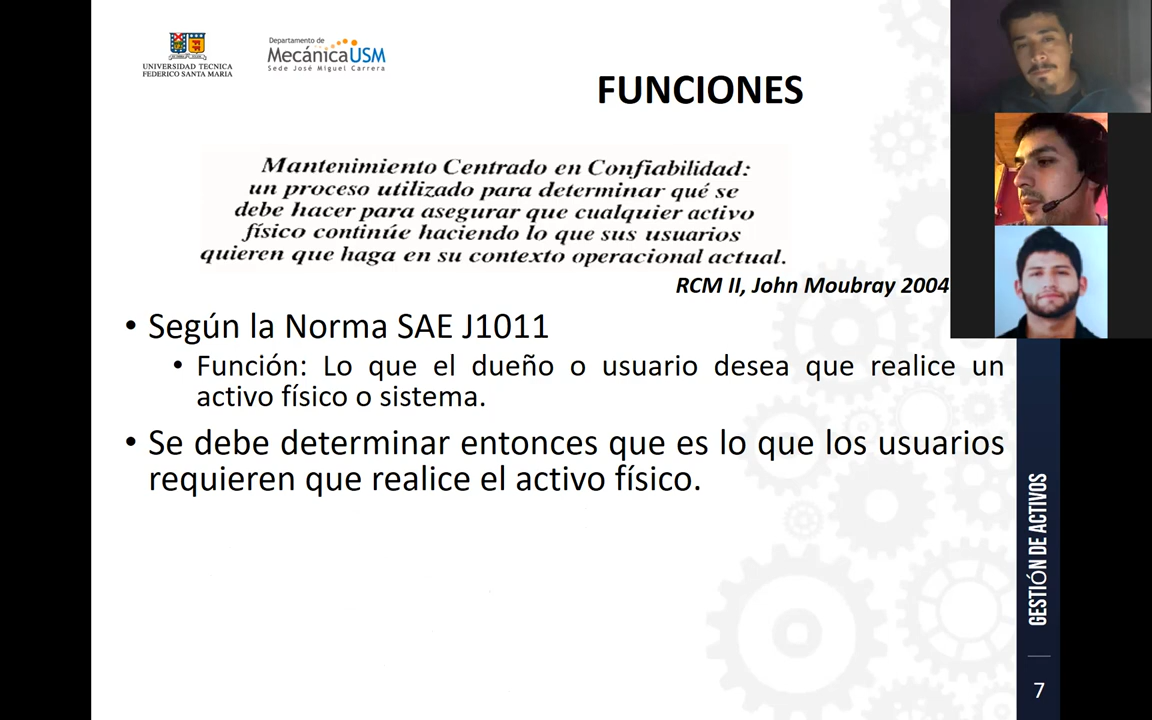 UNIVERSIDAD TECNICA
FEDERICO SANTA MARIA
Departamento de
MecánicaUSM
Sede José Miguel Carrera
FUNCIONES
Mantenimiento Centrado en Confiabilidad:
un proceso utilizado para determinar qué se
debe hacer para asegurar que cualquier activo
físico continúe haciendo lo que sus usuarios
quieren que haga en su contexto operacional actual.
RCM II, John Moubray 2004
• Según la Norma SAE J1011
• Función: Lo que el dueño o usuario desea que realice un
activo físico o sistema.
• Se debe determinar entonces que es lo que los usuarios
requieren que realice el activo físico.
GESTIÓN DE ACTIVOS
7